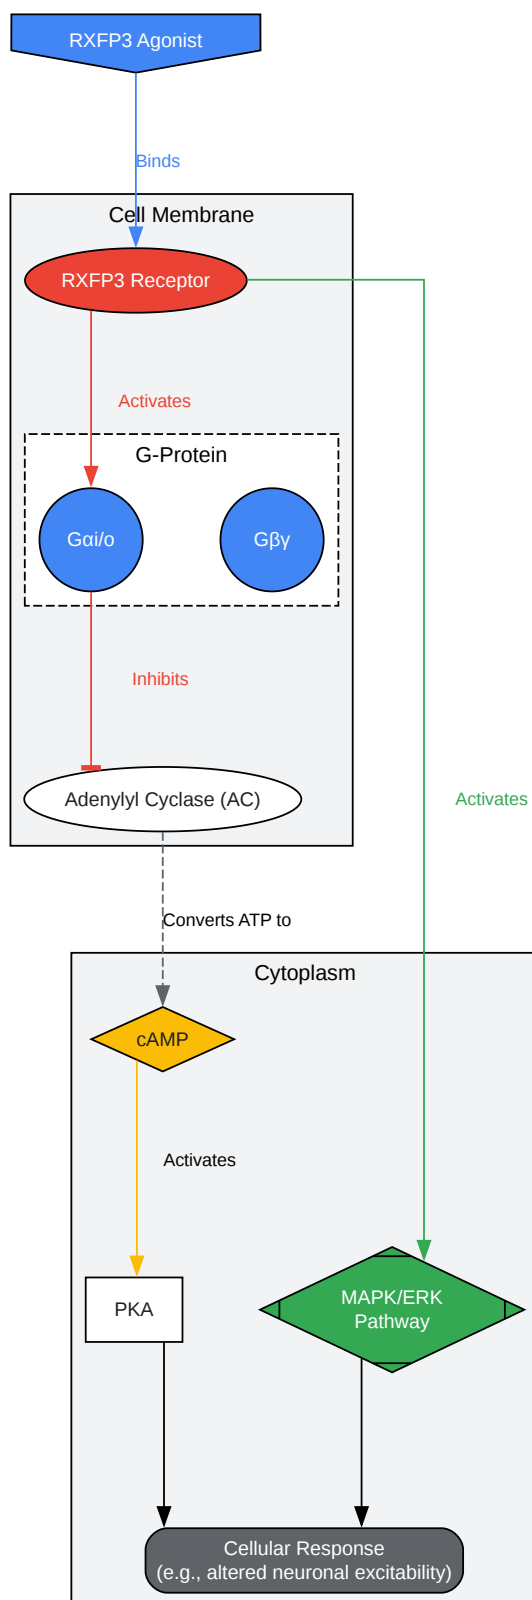 RXFP3 Agonist
Binds
Cell Membrane
RXFP3 Receptor
Activates
G-Protein
Gαi/o
Gβγ
Inhibits
Adenylyl Cyclase (AC)
Activates
Converts ATP to
Cytoplasm
cAMP
Activates
PKA
MAPK/ERK
Pathway
Cellular Response
(e.g., altered neuronal excitability)